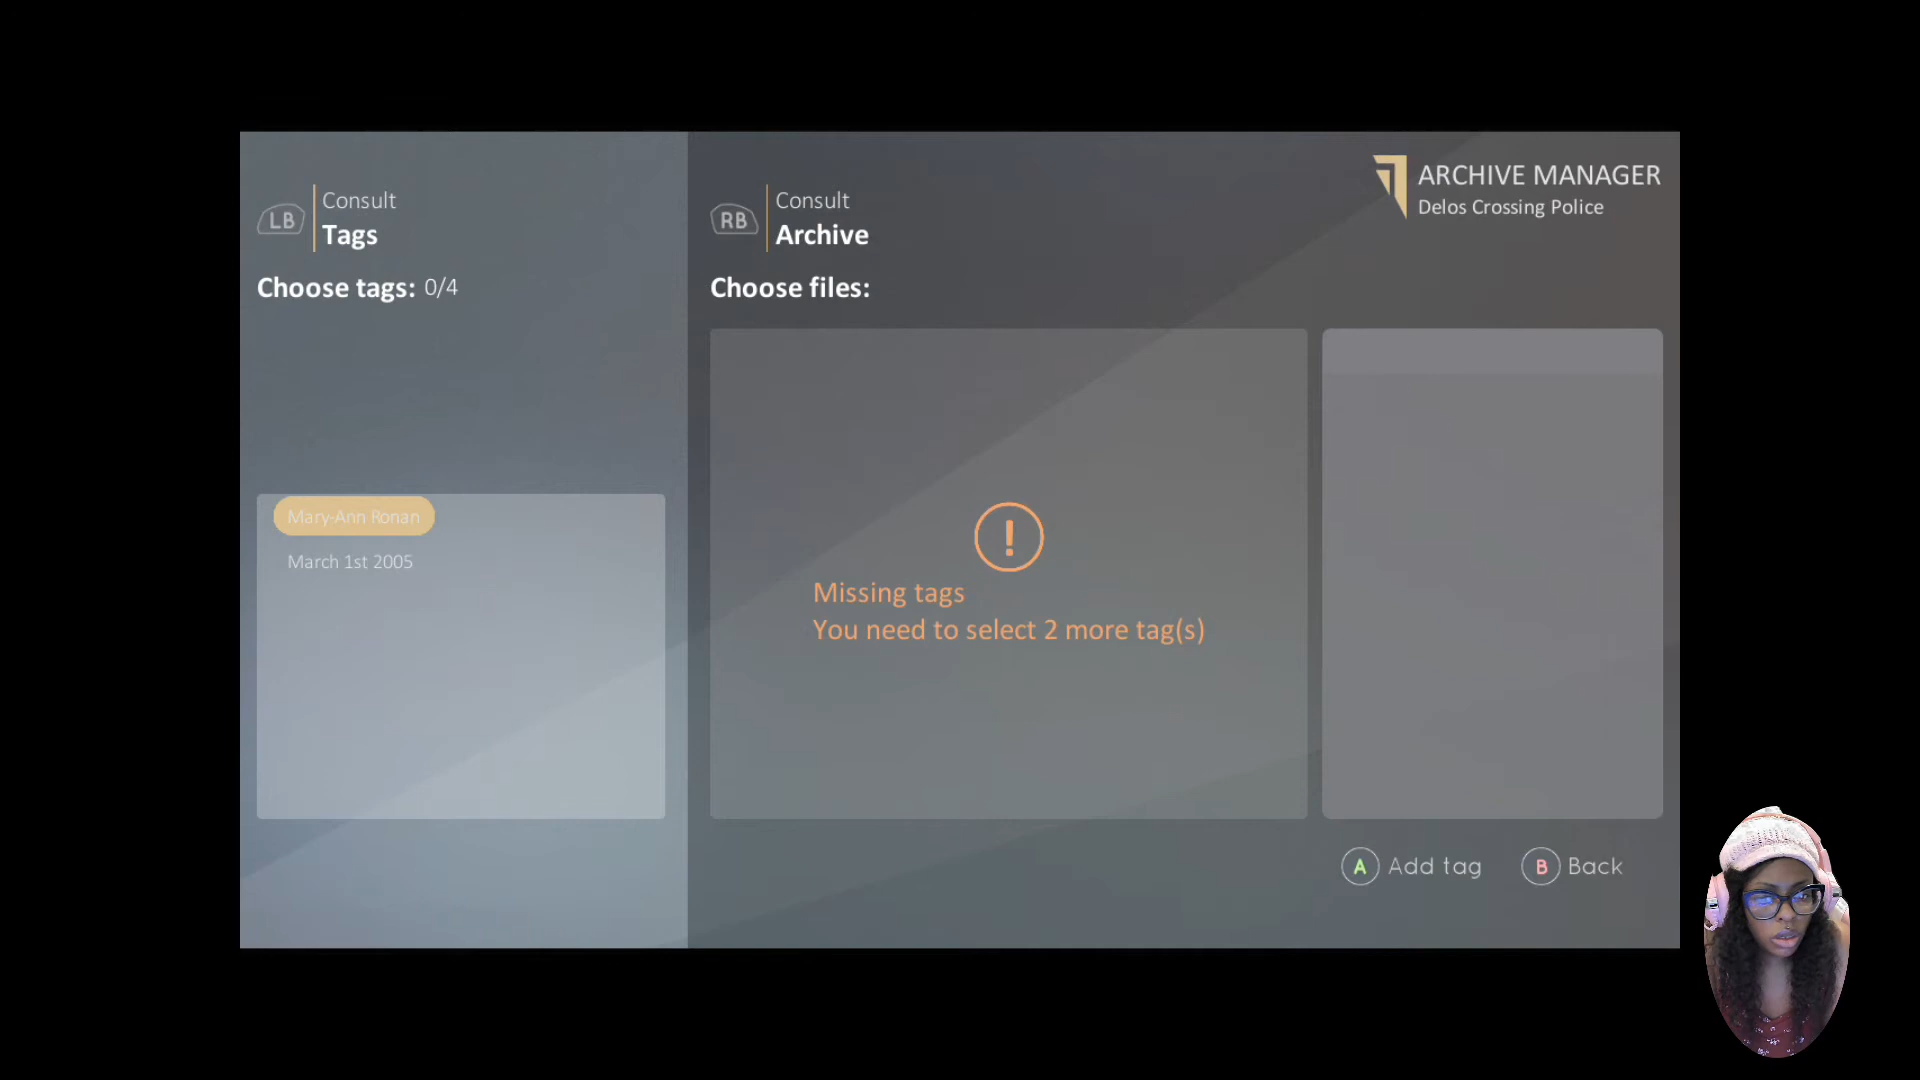 LB
Consult
Tags
Choose tags: 0/4
Mary-Ann Ronan
March 1st 2005
RB
Consult
Archive
Choose files:
!
Missing tags
You need to select 2 more tag(s)
ARCHIVE MANAGER
Delos Crossing Police
A Add tag
B Back